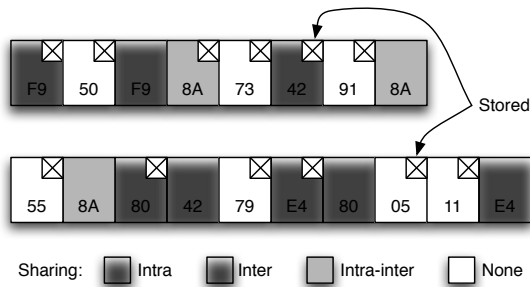 F9 50 F9 8A 73 42 91 8A
Stored
55 8A 80 42 79 E4 80 05 11 E4
Sharing: Intra Inter Intra-inter None